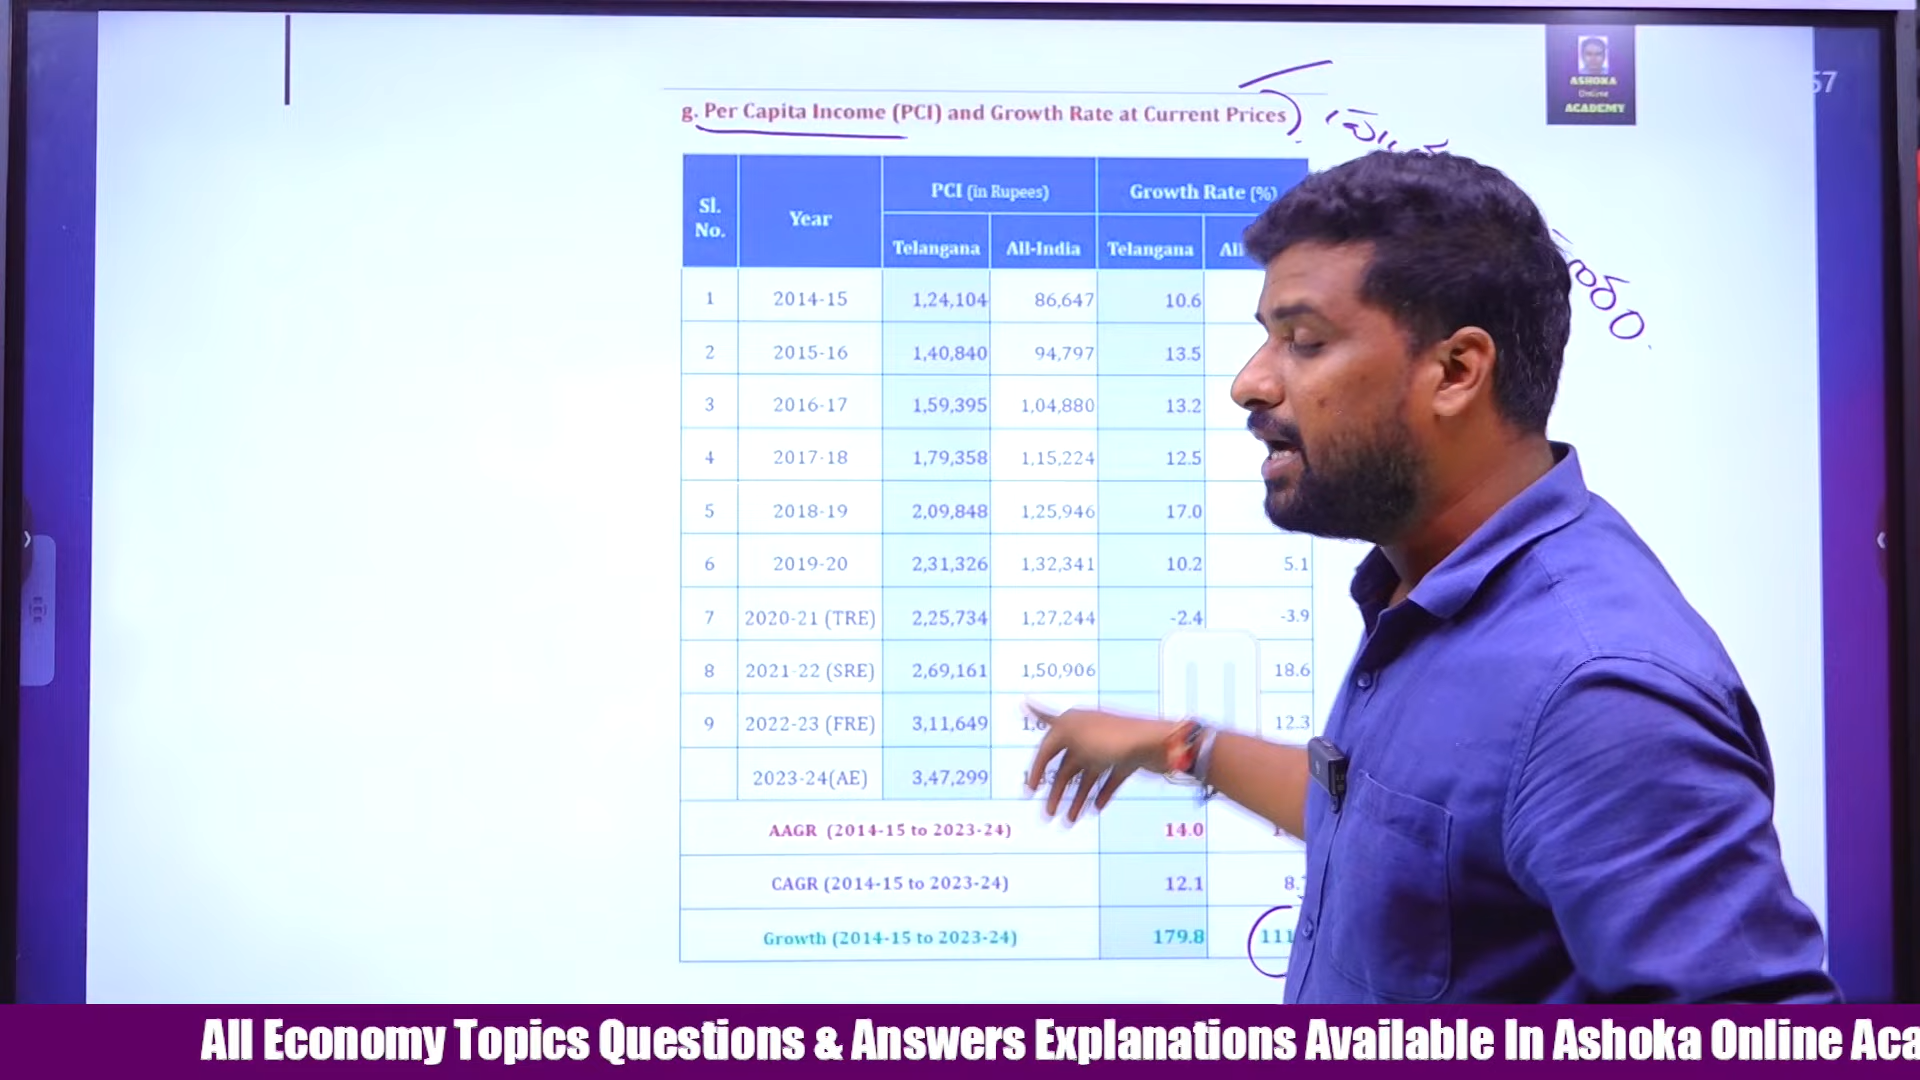 ASHOKA
Online
ACADEMY
57
g. Per Capita Income (PCI) and Growth Rate at Current Prices
Sl. No. Year PCI (in Rupees) Growth Rate (%)
Telangana All-India Telangana All
1 2014-15 1,24,104 86,647 10.6
2 2015-16 1,40,840 94,797 13.5
3 2016-17 1,59,395 1,04,880 13.2
4 2017-18 1,79,358 1,15,224 12.5
5 2018-19 2,09,848 1,25,946 17.0
6 2019-20 2,31,326 1,32,341 10.2 5.1
7 2020-21 (TRE) 2,25,734 1,27,244 -2.4 -3.9
8 2021-22 (SRE) 2,69,161 1,50,906 18.6
9 2022-23 (FRE) 3,11,649 12.3
2023-24(AE) 3,47,299
AAGR (2014-15 to 2023-24) 14.0
CAGR (2014-15 to 2023-24) 12.1 8.
Growth (2014-15 to 2023-24) 179.8 111
All Economy Topics Questions & Answers Explanations Available In Ashoka Online Aca